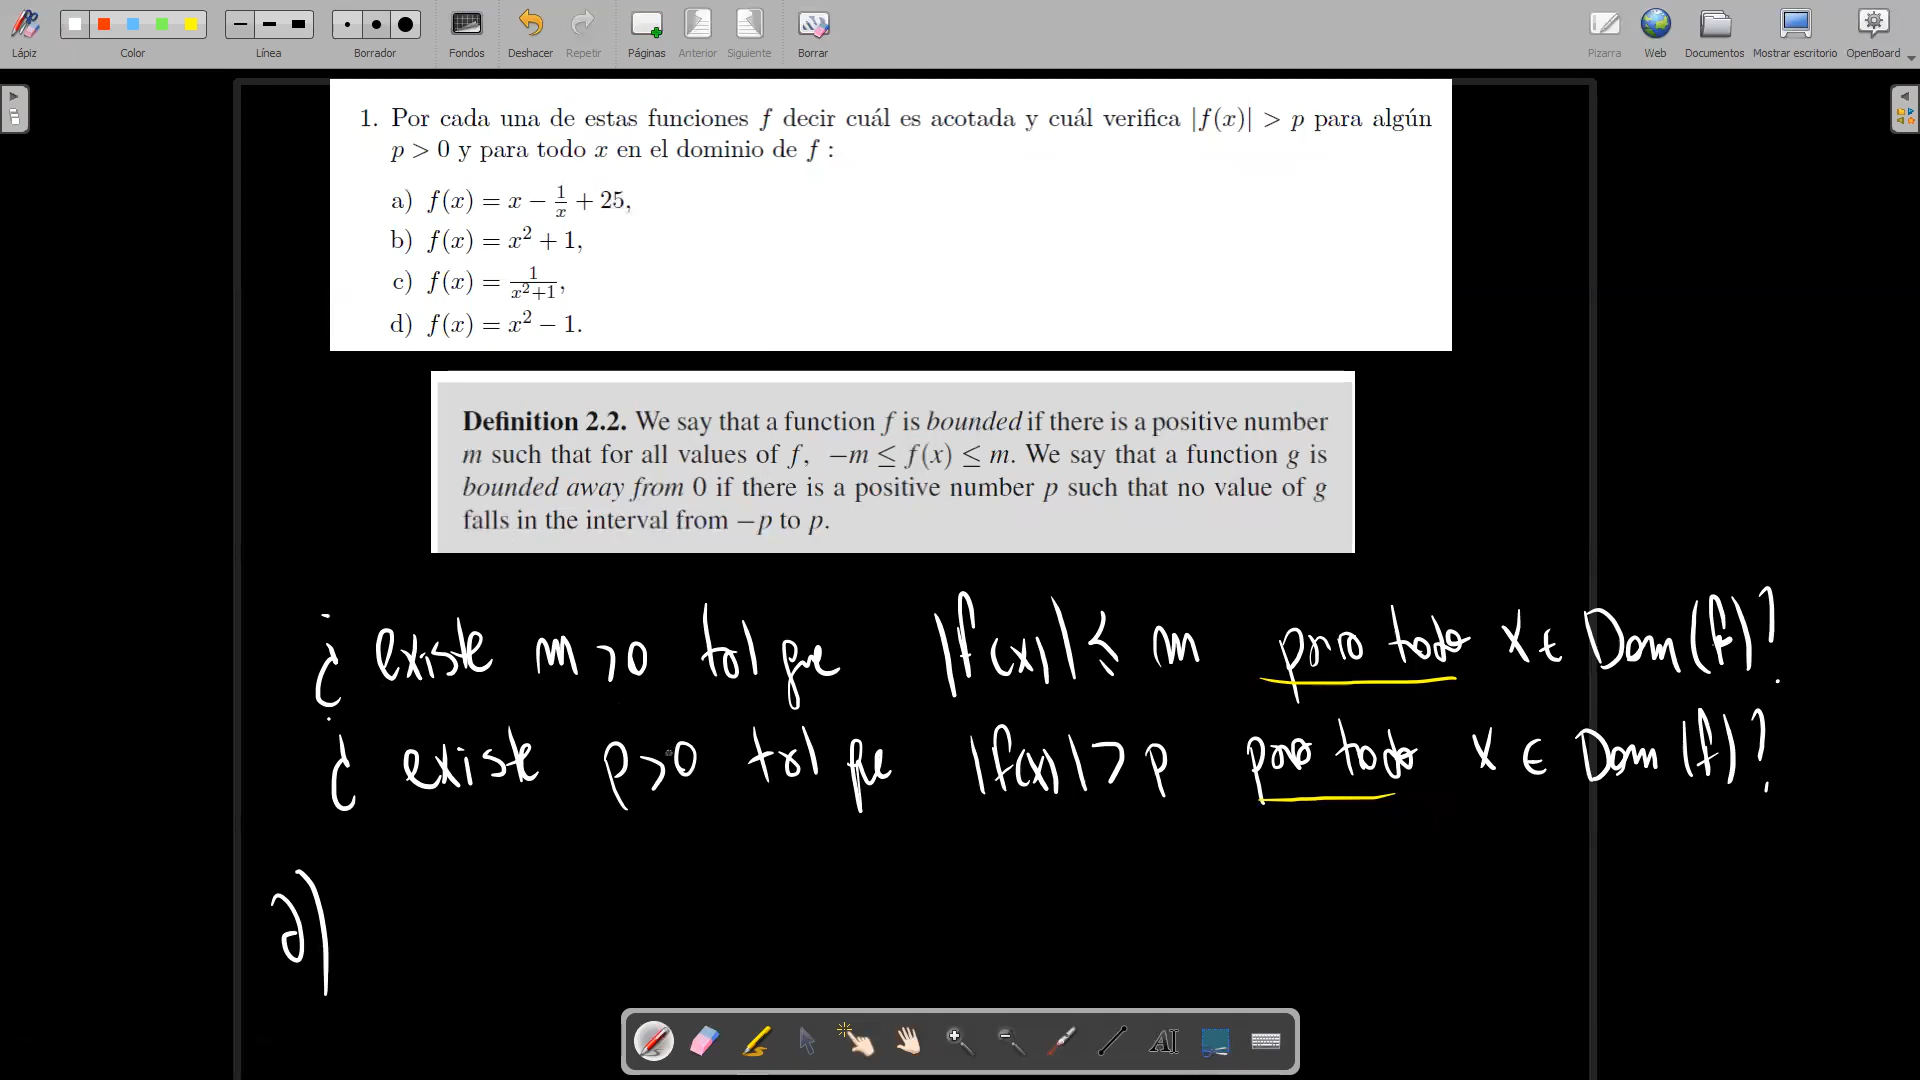 Lápiz Color Línea Borrador Fondos Deshacer Repetir Páginas Anterior Siguiente Borrar Pizarra Web Documentos Mostrar escritorio OpenBoard
1. Por cada una de estas funciones f decir cuál es acotada y cuál verifica |f(x)| > p para algún
p > 0 y para todo x en el dominio de f :
a) f(x) = x − 1/x + 25,
b) f(x) = x² + 1,
c) f(x) = 1/(x²+1),
d) f(x) = x² − 1.
Definition 2.2. We say that a function f is bounded if there is a positive number
m such that for all values of f, −m ≤ f(x) ≤ m. We say that a function g is
bounded away from 0 if there is a positive number p such that no value of g
falls in the interval from −p to p.
¿ existe m>0 tal que |f(x)| ≤ m para todo x ∈ Dom(f)?
¿ existe p>0 tal que |f(x)| > p para todo x ∈ Dom(f)?
a)
AI